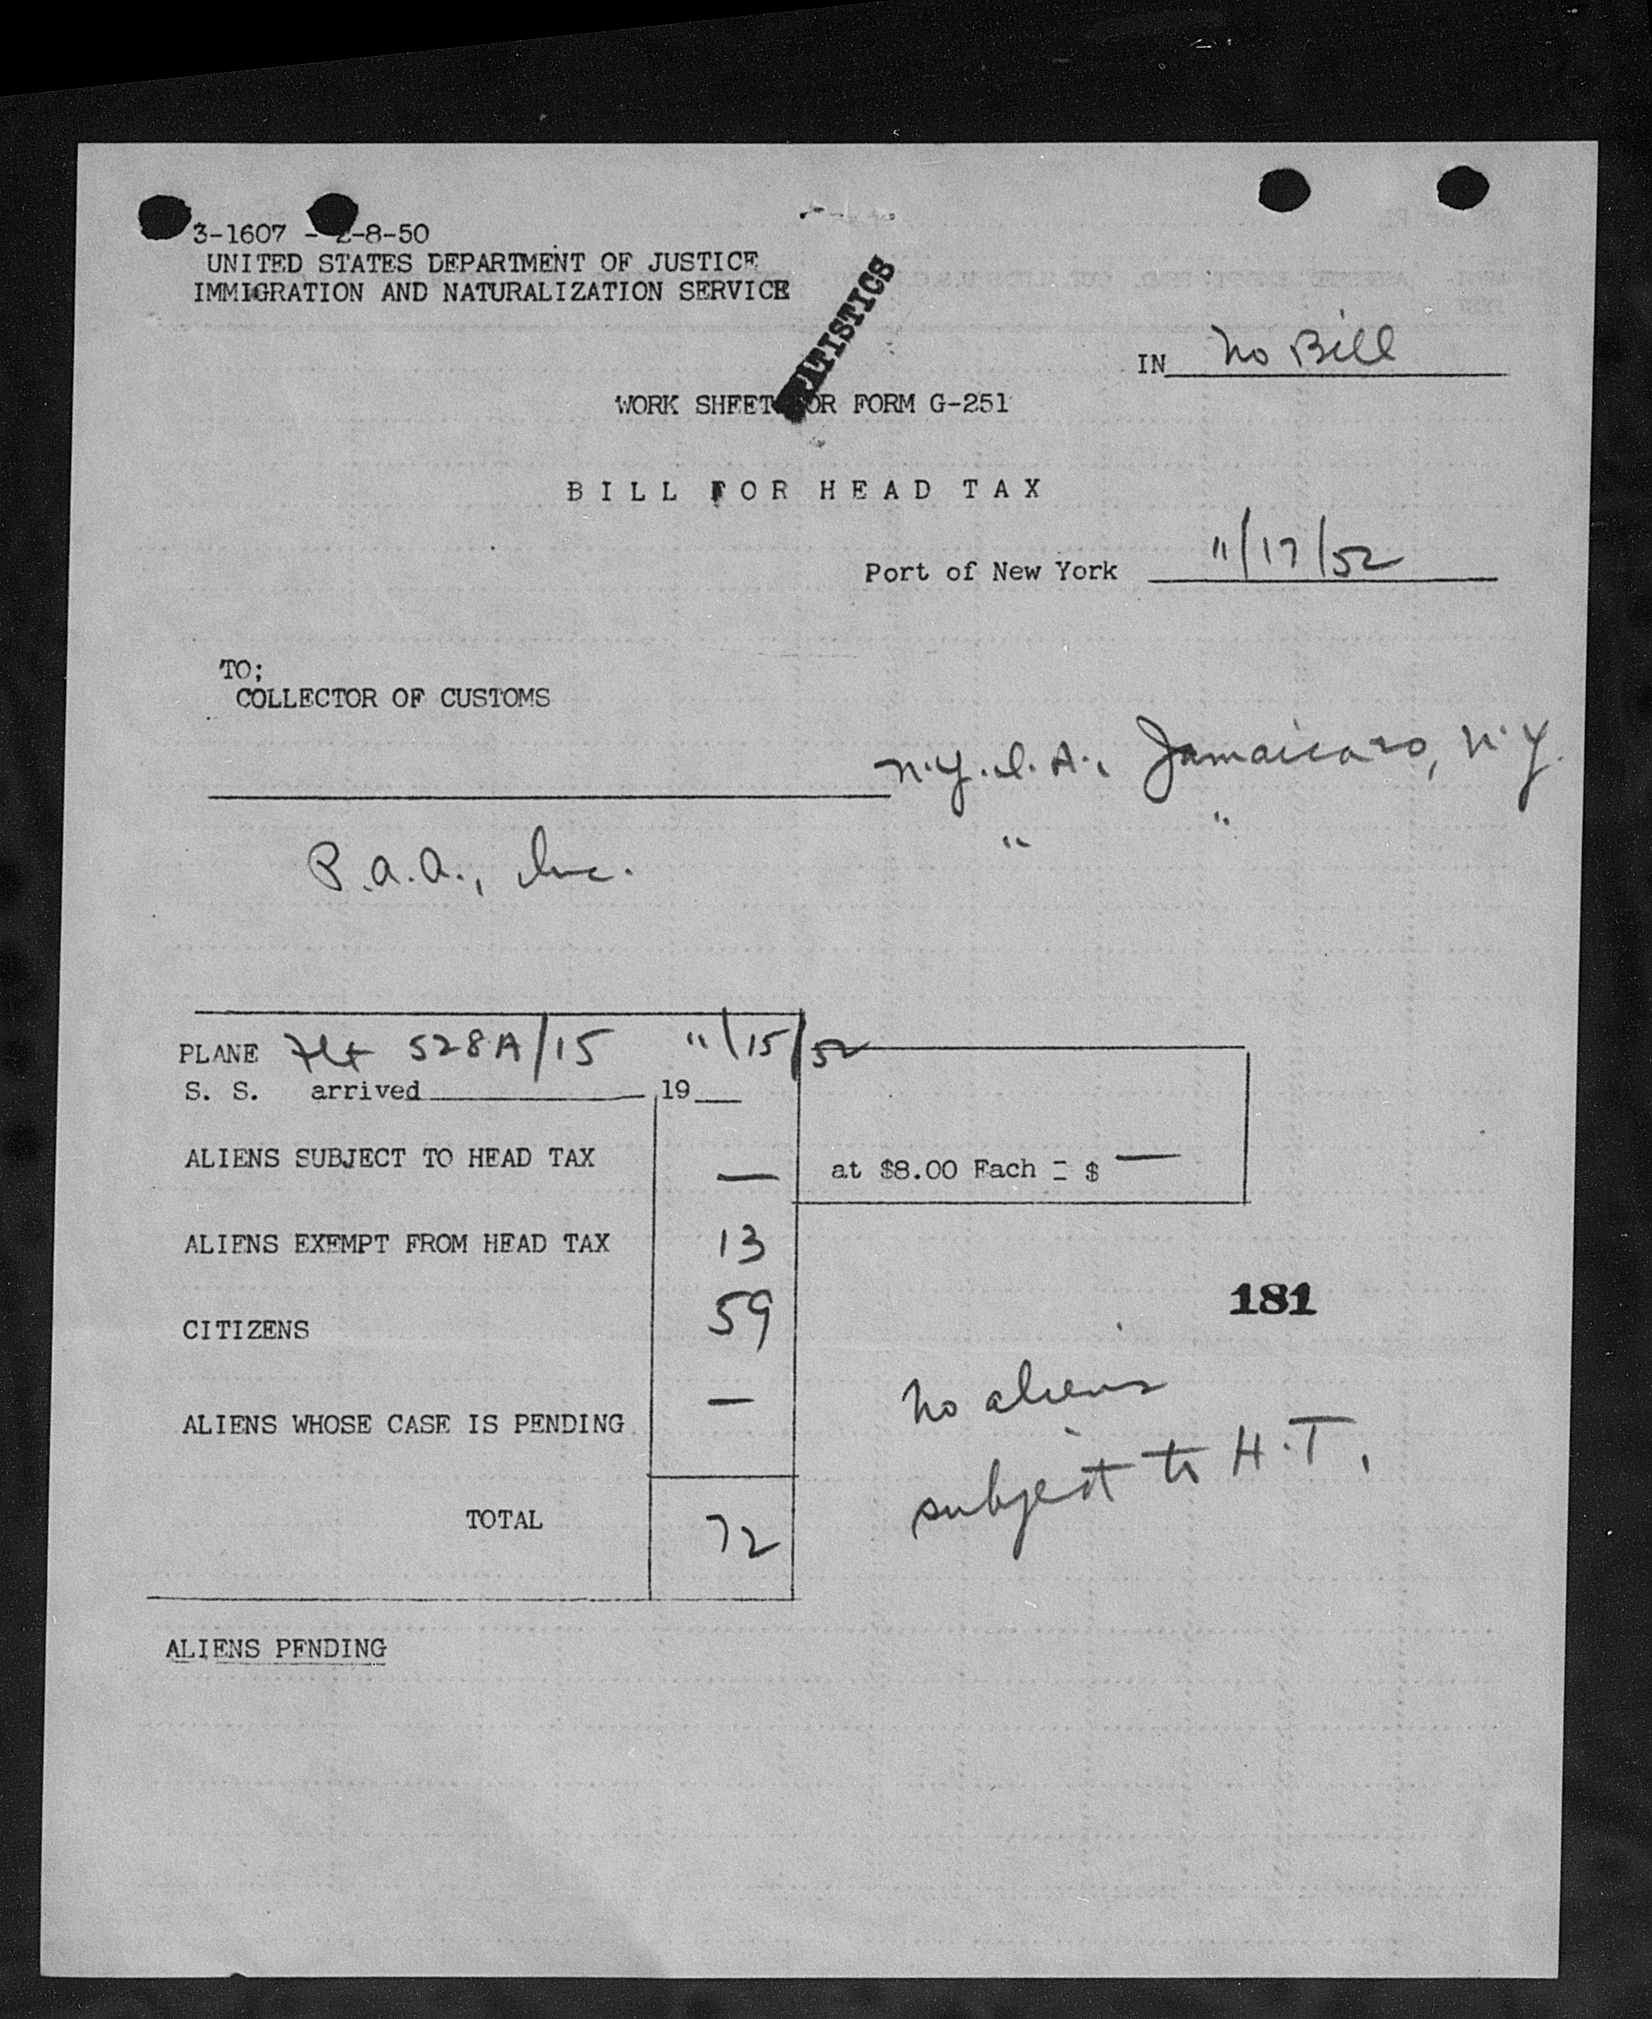 3-1607 - 2-8-50
UNITED STATES DEPARTMENT OF JUSTICE
IMMIGRATION AND NATURALIZATION SERVICE
IN No Bill
WORK SHEET FOR FORM G-251
BILL FOR HEAD TAX
Port of New York 11/17/52
TO;
COLLECTOR OF CUSTOMS
N.Y.I.A., Jamaica 30, N.Y.
P.A.A., Inc. " "
PLANE Flt 528A/15 11/15/52
S. S. arrived 19
ALIENS SUBJECT TO HEAD TAX — at $8.00 Each = $ —
ALIENS EXEMPT FROM HEAD TAX 13
181
CITIZENS 59
No aliens
ALIENS WHOSE CASE IS PENDING —
subject to H.T.
TOTAL 72
ALIENS PENDING